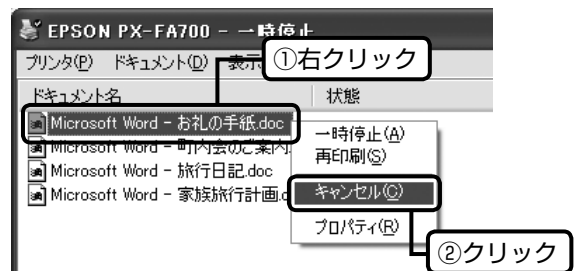 EPSON PX-FA700 - 一時停止
プリンタ(P) ドキュメント(D) 表示
①右クリック
ドキュメント名 状態
Microsoft Word - お礼の手紙.doc
一時停止(A)
Microsoft Word - 町内会のご案内.
再印刷(S)
Microsoft Word - 旅行日記.doc
Microsoft Word - 家族旅行計画.
キャンセル(C)
プロパティ(R)
②クリック